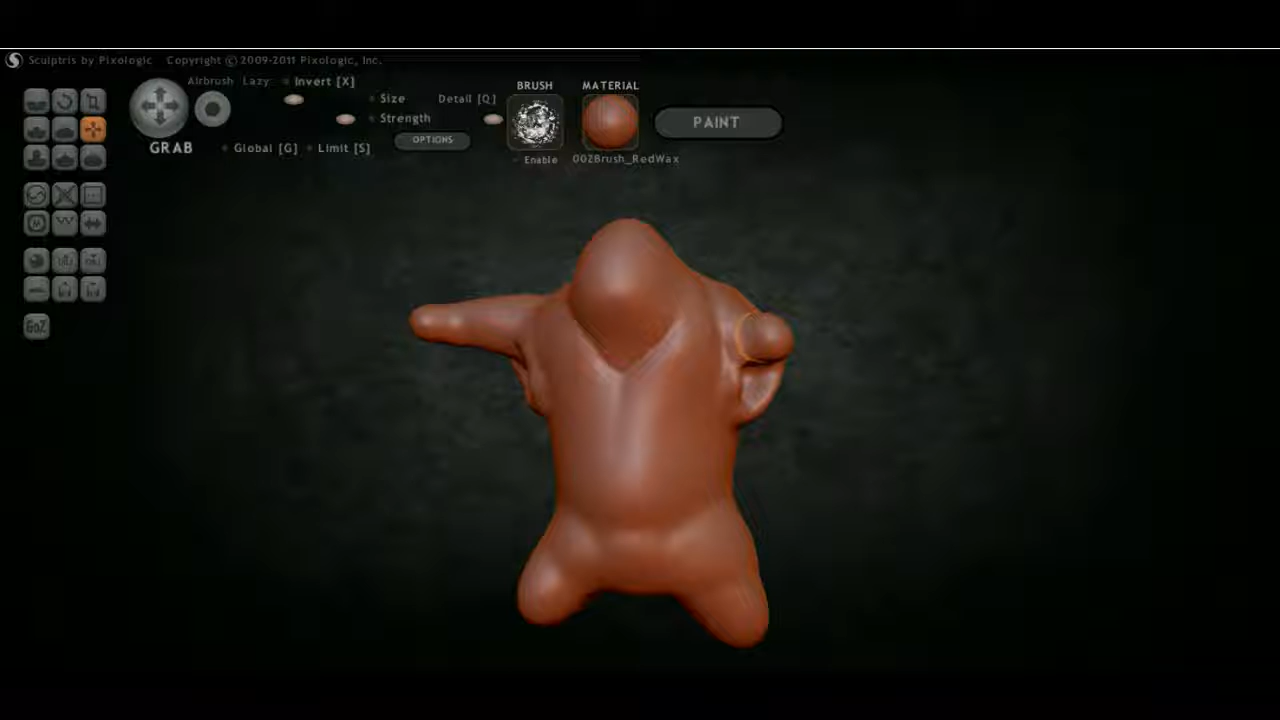 Sculptris by Pixologic Copyright © 2009-2011 Pixologic, Inc.
Airbrush Lazy Invert [X]
BRUSH MATERIAL
Size Detail [Q]
Strength
PAINT
OPTIONS
GRAB Global [G] Limit [S]
Enable 00ZBrush_RedWax
GoZ